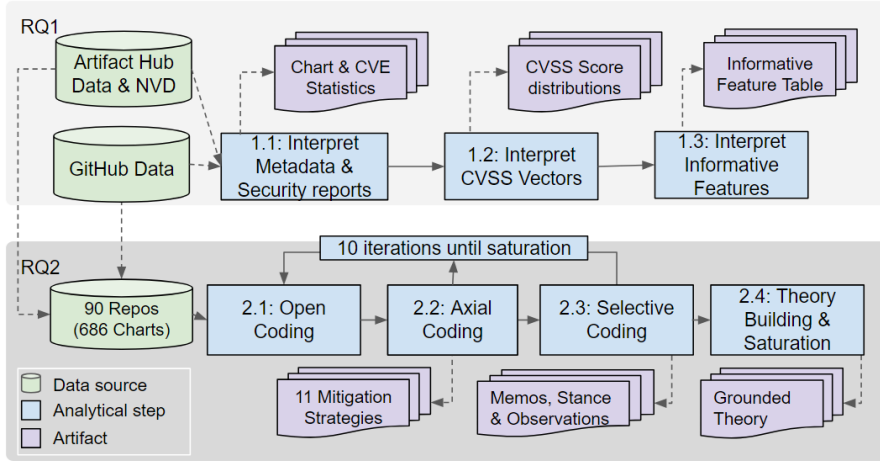 RQ1
Artifact Hub
Data & NVD
Chart & CVE
Statistics
CVSS Score
distributions
Informative
Feature Table
GitHub Data
1.1: Interpret
Metadata &
Security reports
1.2: Interpret
CVSS Vectors
1.3: Interpret
Informative
Features
RQ2
10 iterations until saturation
90 Repos
(686 Charts)
2.1: Open
Coding
2.2: Axial
Coding
2.3: Selective
Coding
2.4: Theory
Building &
Saturation
Data source
Analytical step
Artifact
11 Mitigation
Strategies
Memos, Stance
& Observations
Grounded
Theory